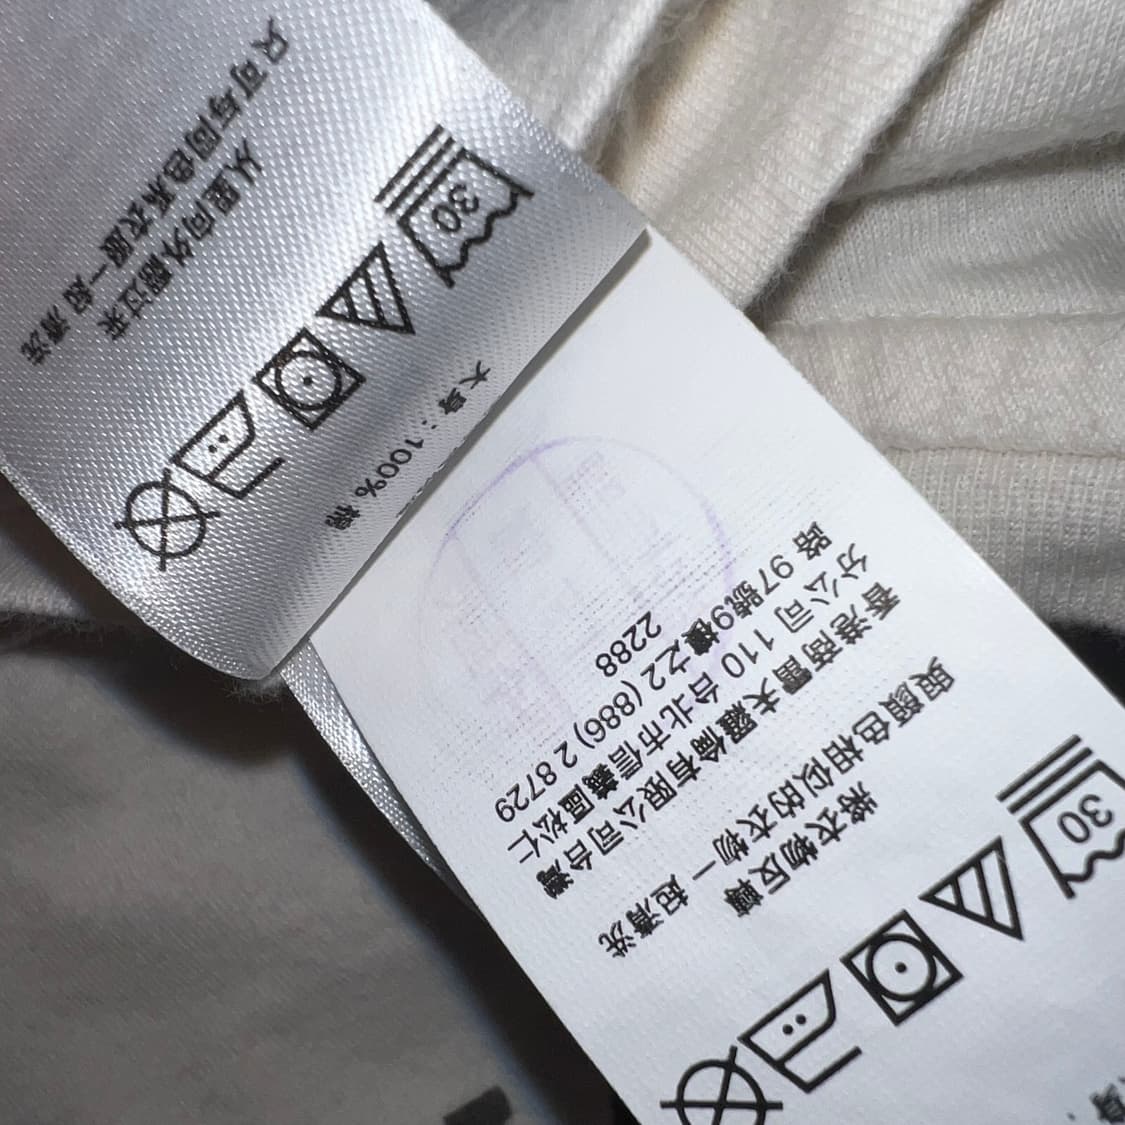 大身：100% 棉
30
从里向外翻过来
只可与同色系衣服一起清洗
30
將衣物反轉
與顏色相似的衣物一起清洗
香港商雷夫羅倫有限公司台灣
分公司 110 台北市信義區松仁
路 97號9樓之2 (886) 2 8729
2288